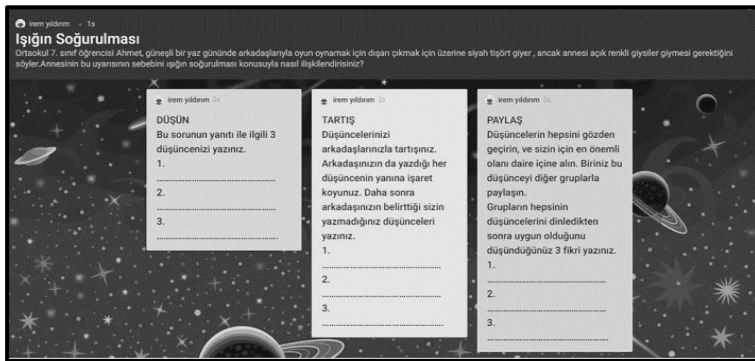 irem yıldırım • 1s
Işığın Soğurulması
Ortaokul 7. sınıf öğrencisi Ahmet, güneşli bir yaz gününde arkadaşlarıyla oyun oynamak için dışarı çıkmak için üzerine siyah tişört giyer , ancak annesi açık renkli giysiler giymesi gerektiğini
söyler.Annesinin bu uyarısının sebebini ışığın soğurulması konusuyla nasıl ilişkilendirisiniz?
irem yıldırım 2s
DÜŞÜN
Bu sorunun yanıtı ile ilgili 3
düşüncenizi yazınız.
1.
2.
3.
irem yıldırım 2s
TARTIŞ
Düşüncelerinizi
arkadaşlarınızla tartışınız.
Arkadaşınızın da yazdığı her
düşüncenin yanına işaret
koyunuz. Daha sonra
arkadaşınızın belirttiği sizin
yazmadığınız düşünceleri
yazınız.
1.
2.
3.
irem yıldırım 2s
PAYLAŞ
Düşüncelerin hepsini gözden
geçirin, ve sizin için en önemli
olanı daire içine alın. Biriniz bu
düşünceyi diğer gruplarla
paylaşın.
Grupların hepsinin
düşüncelerini dinledikten
sonra uygun olduğunu
düşündüğünüz 3 fikri yazınız.
1.
2.
3.